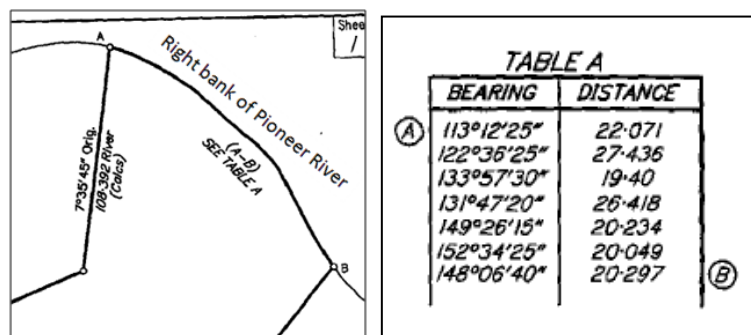 Shee
1
A
Right bank of Pioneer River
(A-B)
SEE TABLE A
7°35'45" Orig.
108·392 River
(Calcs)
B
TABLE A
BEARING DISTANCE
A 113°12'25" 22·071
122°36'25" 27·436
133°57'30" 19·40
131°47'20" 26·418
149°26'15" 20·234
152°34'25" 20·049
148°06'40" 20·297 B